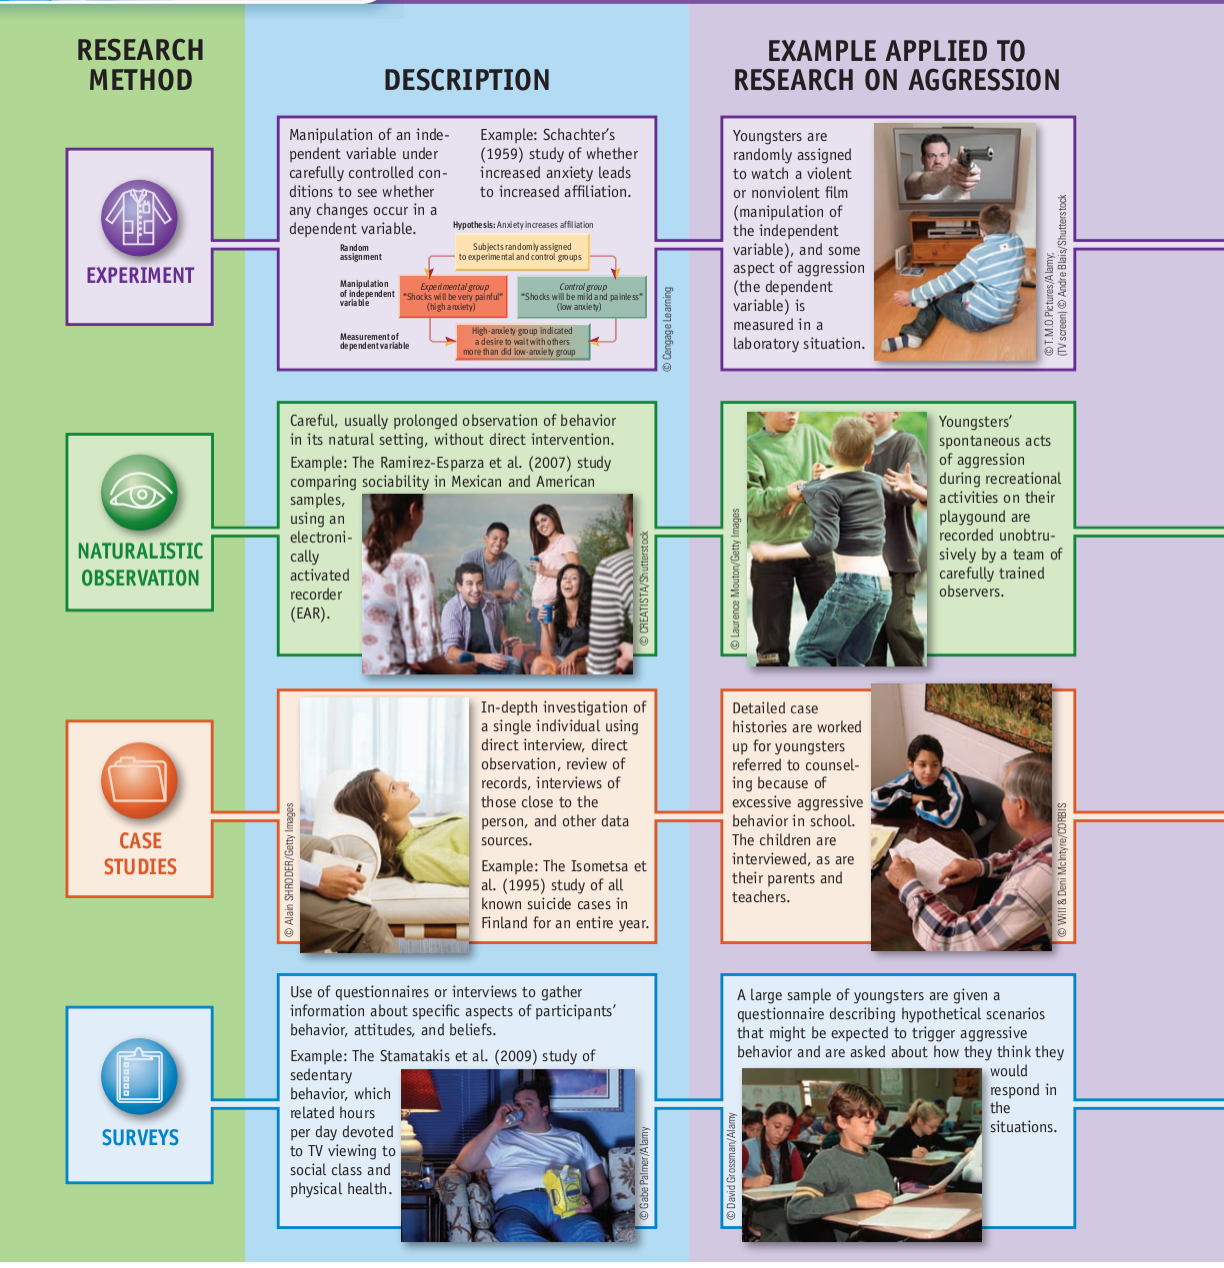 RESEARCH
METHOD
DESCRIPTION
EXAMPLE APPLIED TO
RESEARCH ON AGGRESSION
EXPERIMENT
Manipulation of an inde-
pendent variable under
carefully controlled con-
ditions to see whether
any changes occur in a
dependent variable.
Example: Schachter's
(1959) study of whether
increased anxiety leads
to increased affiliation.
Hypothesis: Anxiety increases affiliation
Random
assignment
Subjects randomly assigned
to experimental and control groups
Manipulation
of independent
variable
Experimental group
"Shocks will be very painful"
(high anxiety)
Control group
"Shocks will be mild and painless"
(low anxiety)
Measurement of
dependent variable
High-anxiety group indicated
a desire to wait with others
more than did low-anxiety group
© Cengage Learning
Youngsters are
randomly assigned
to watch a violent
or nonviolent film
(manipulation of
the independent
variable), and some
aspect of aggression
(the dependent
variable) is
measured in a
laboratory situation.
© T.M.O.Pictures/Alamy;
(TV screen) © Andre Blais/Shutterstock
NATURALISTIC
OBSERVATION
Careful, usually prolonged observation of behavior
in its natural setting, without direct intervention.
Example: The Ramirez-Esparza et al. (2007) study
comparing sociability in Mexican and American
samples,
using an
electroni-
cally
activated
recorder
(EAR).
© CREATISTA/Shutterstock
© Laurence Mouton/Getty Images
Youngsters'
spontaneous acts
of aggression
during recreational
activities on their
playgound are
recorded unobtru-
sively by a team of
carefully trained
observers.
CASE
STUDIES
© Alain SHRODER/Getty Images
In-depth investigation of
a single individual using
direct interview, direct
observation, review of
records, interviews of
those close to the
person, and other data
sources.
Example: The Isometsa et
al. (1995) study of all
known suicide cases in
Finland for an entire year.
Detailed case
histories are worked
up for youngsters
referred to counsel-
ing because of
excessive aggressive
behavior in school.
The children are
interviewed, as are
their parents and
teachers.
© Will & Deni McIntyre/CORBIS
SURVEYS
Use of questionnaires or interviews to gather
information about specific aspects of participants'
behavior, attitudes, and beliefs.
Example: The Stamatakis et al. (2009) study of
sedentary
behavior, which
related hours
per day devoted
to TV viewing to
social class and
physical health.
© Gabe Palmer/Alamy
A large sample of youngsters are given a
questionnaire describing hypothetical scenarios
that might be expected to trigger aggressive
behavior and are asked about how they think they
would
respond in
the
situations.
© David Grossman/Alamy